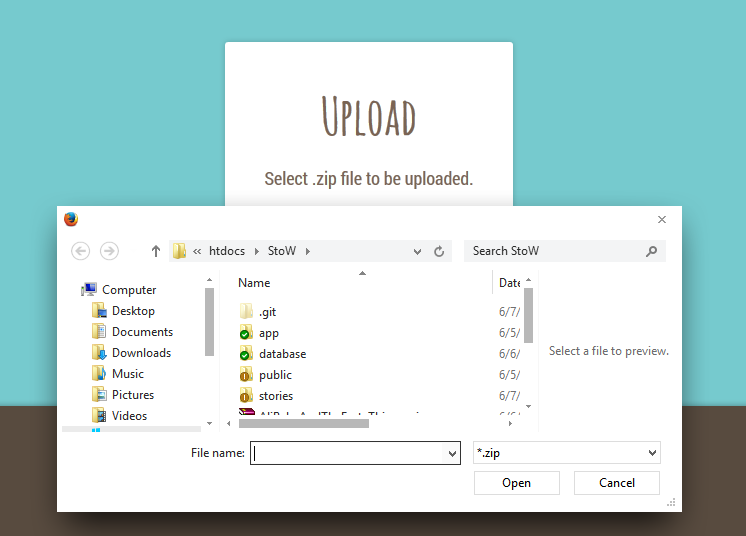 Upload
Select .zip file to be uploaded.
« htdocs StoW
Search StoW
Computer
Desktop
Documents
Downloads
Music
Pictures
Videos
Name Date
.git 6/7/
app 6/5/
database 6/6/
public 6/5/
stories 6/7/
Select a file to preview.
File name:
*.zip
Open Cancel